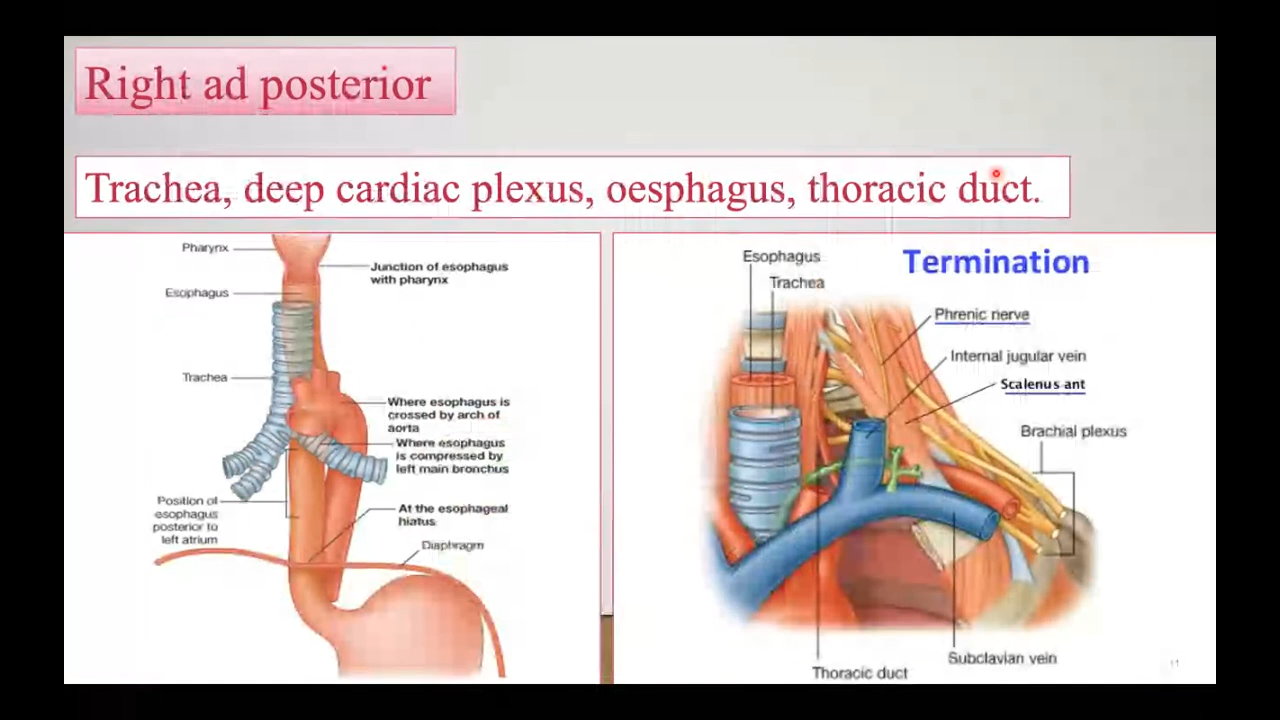 Right ad posterior
Trachea, deep cardiac plexus, oesphagus, thoracic duct.
Pharynx
Junction of esophagus
with pharynx
Esophagus
Trachea
Where esophagus is
crossed by arch of
aorta
Where esophagus
is compressed by
left main bronchus
Position of
esophagus
posterior to
left atrium
At the esophageal
hiatus
Diaphragm
Termination
Esophagus
Trachea
Phrenic nerve
Internal jugular vein
Scalenus ant
Brachial plexus
Subclavian vein
Thoracic duct
11